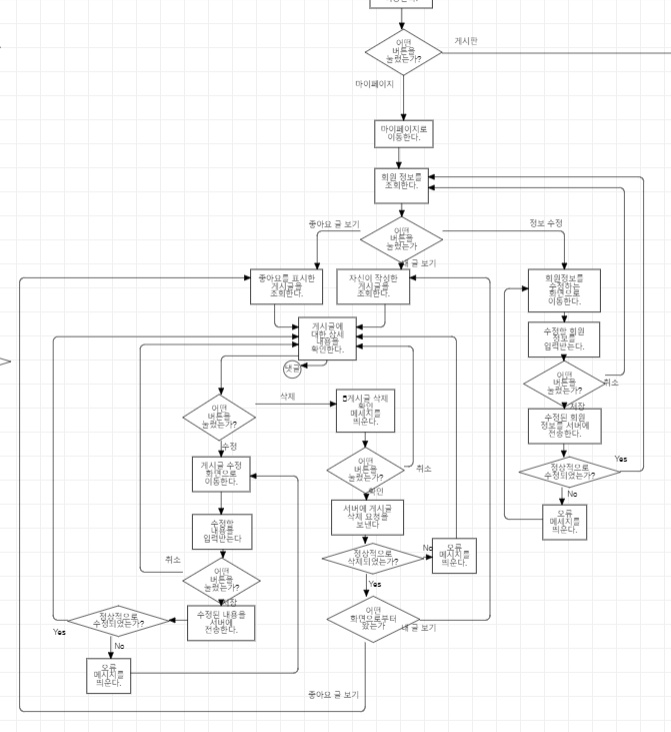 어떤
버튼을
눌렀는가?
게시판
마이페이지
마이페이지로
이동한다.
회원 정보를
조회한다.
좋아요 글 보기
어떤
버튼을
눌렀는가
정보 수정
내 글 보기
좋아요를 표시한
게시글을
조회한다.
자신이 작성한
게시글을
조회한다.
회원정보를
수정하는
화면으로
이동한다.
게시글에
대한 상세
내용을
확인한다.
댓글
수정할 회원
정보를
입력받는다.
어떤
버튼을
눌렀는가?
취소
저장
수정된 회원
정보를 서버에
전송한다.
정상적으로
수정되었는가?
Yes
No
오류
메세지를
띄운다.
어떤
버튼을
눌렀는가?
삭제
게시글 삭제
확인
메세지를
띄운다.
수정
게시글 수정
화면으로
이동한다.
어떤
버튼을
눌렀는가?
취소
확인
수정할
내용을
입력받는다
서버에 게시글
삭제 요청을
보낸다
취소
어떤
버튼을
눌렀는가?
저장
정상적으로
삭제되었는가?
No
오류
메세지를
띄운다.
Yes
정상적으로
수정되었는가?
수정된 내용을
서버에
전송한다.
어떤
화면으로부터
왔는가
내 글 보기
Yes
No
오류
메시지를
띄운다.
좋아요 글 보기